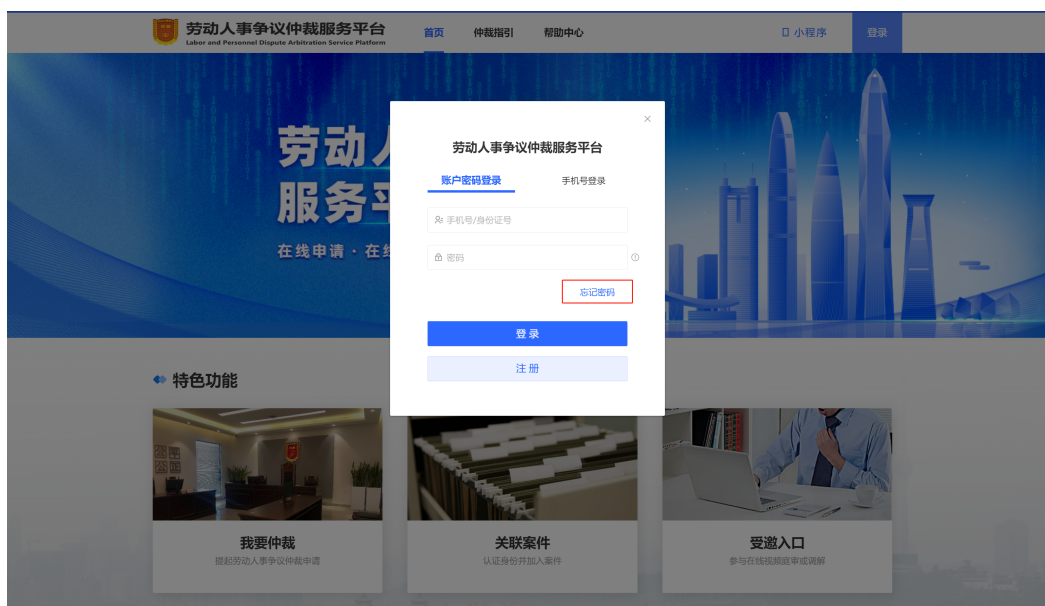 劳动人事争议仲裁服务平台
Labor and Personnel Dispute Arbitration Service Platform
首页
仲裁指引
帮助中心
小程序
登录
劳动
服务
在线申请·在
劳动人事争议仲裁服务平台
账户密码登录
手机号登录
手机号/身份证号
密码
忘记密码
登录
注册
特色功能
我要仲裁
提起劳动人事争议仲裁申请
关联案件
认证身份并加入案件
受邀入口
参与在线视频庭审或调解